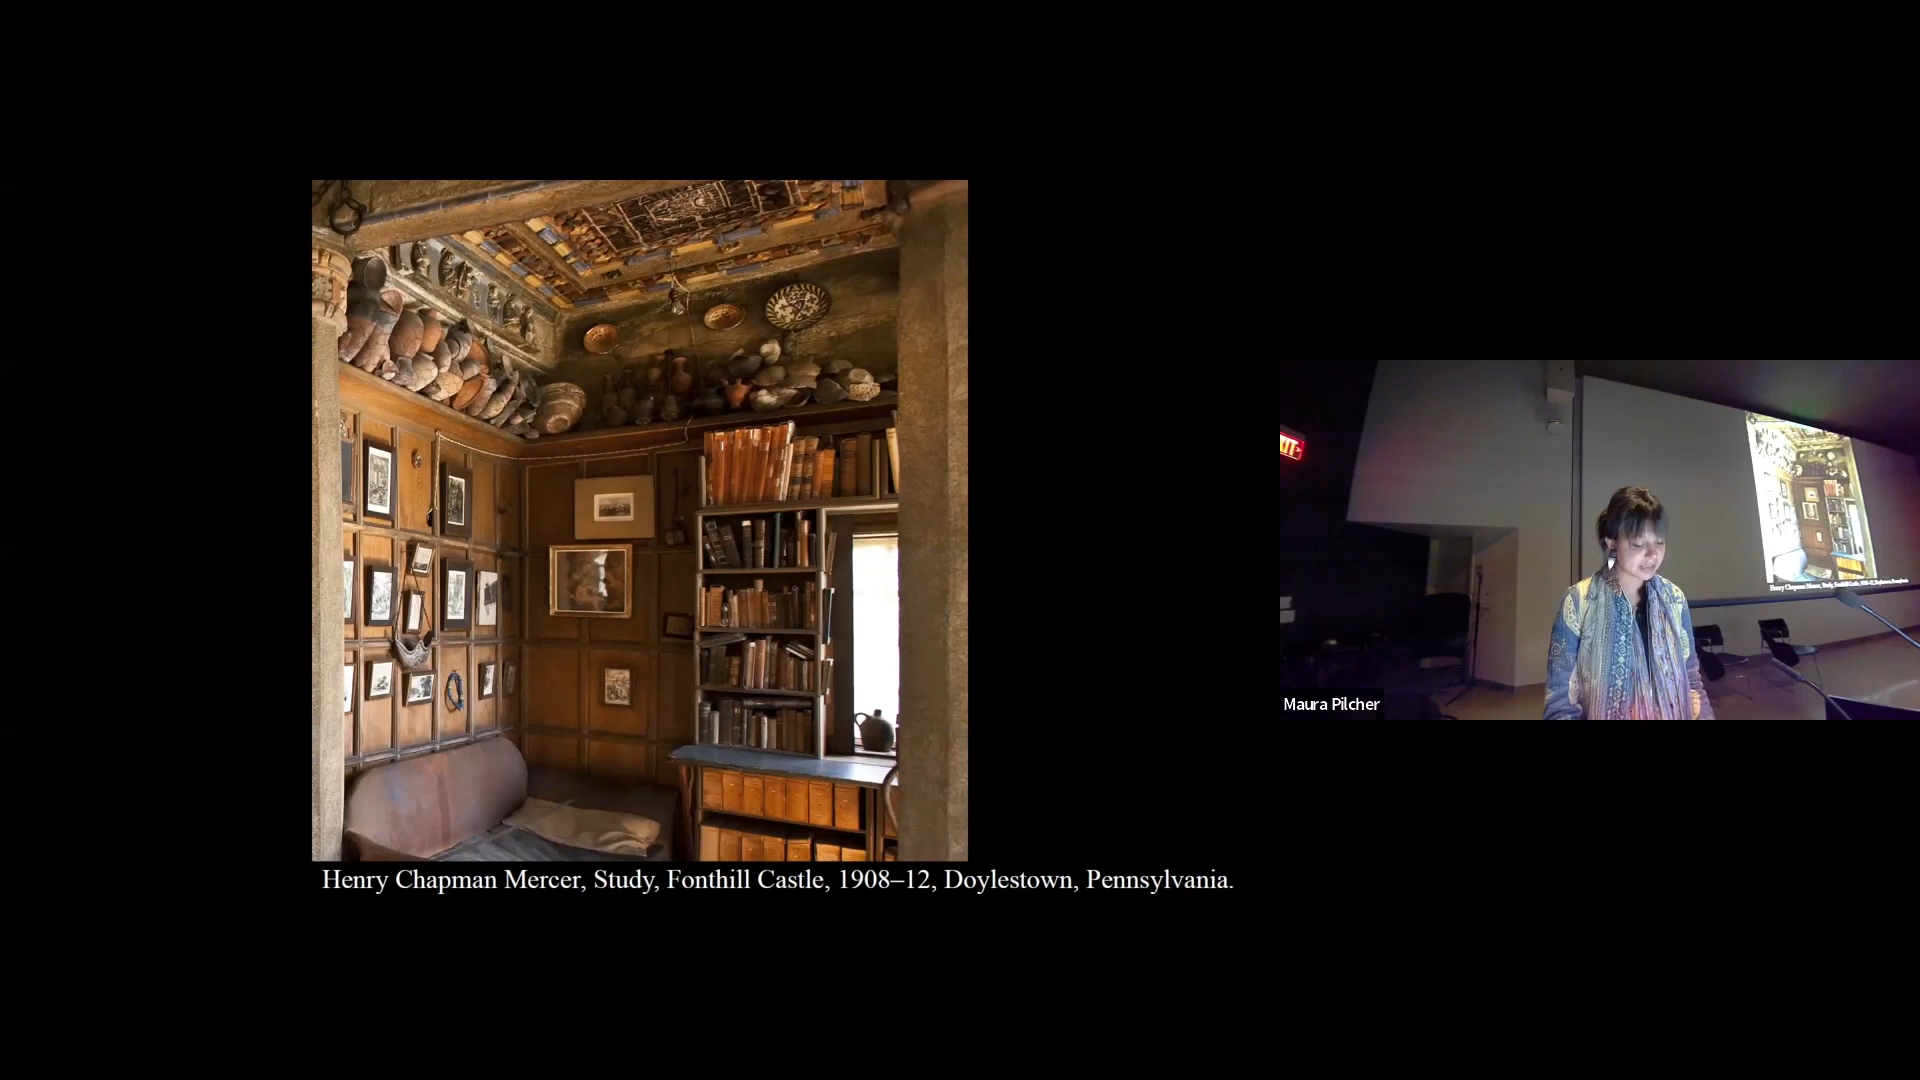 Henry Chapman Mercer, Study, Fonthill Castle, 1908–12, Doylestown, Pennsylvania.
Maura Pilcher